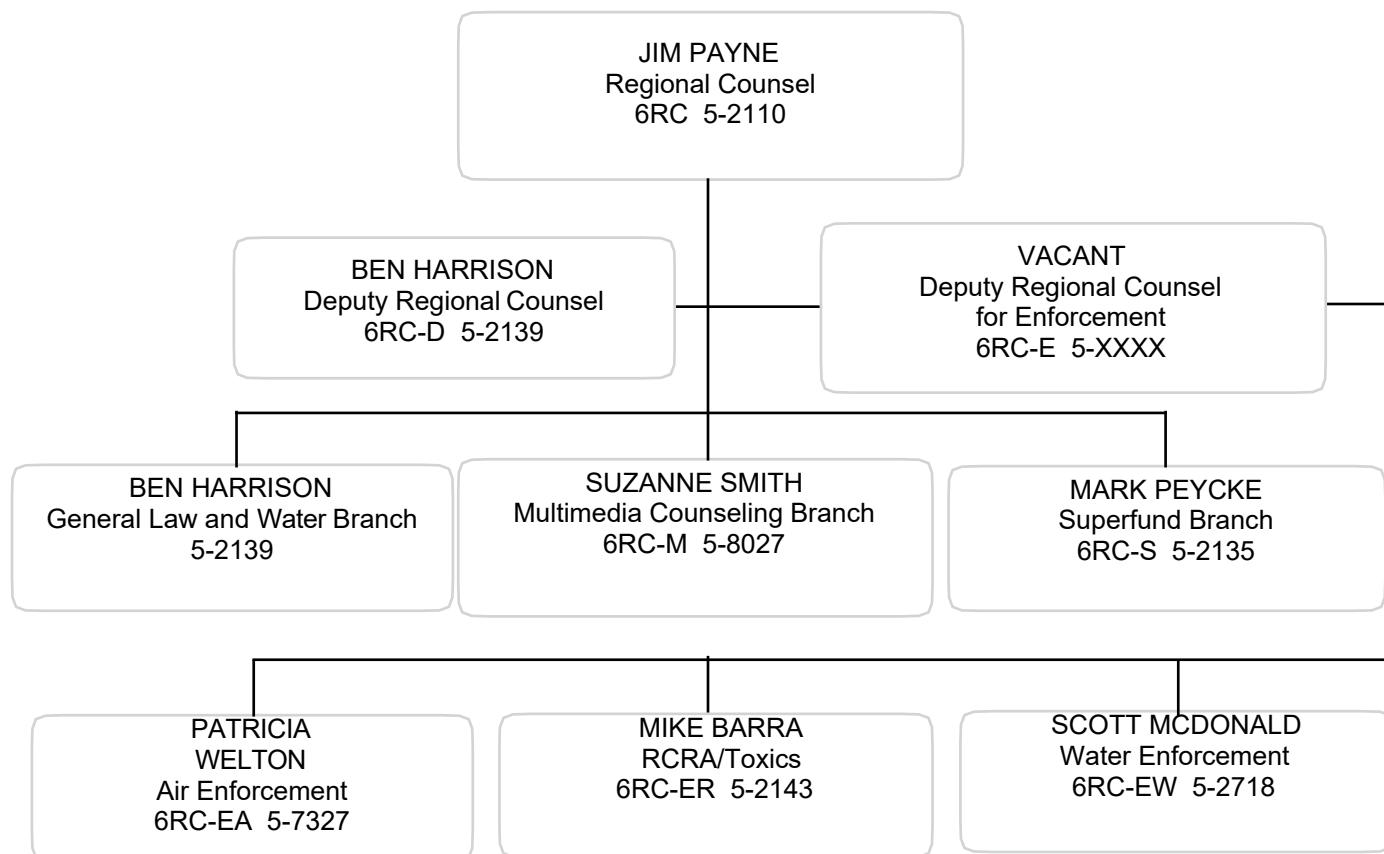 JIM PAYNE
Regional Counsel
6RC 5-2110
BEN HARRISON
Deputy Regional Counsel
6RC-D 5-2139
VACANT
Deputy Regional Counsel
for Enforcement
6RC-E 5-XXXX
BEN HARRISON
General Law and Water Branch
5-2139
SUZANNE SMITH
Multimedia Counseling Branch
6RC-M 5-8027
MARK PEYCKE
Superfund Branch
6RC-S 5-2135
PATRICIA
WELTON
Air Enforcement
6RC-EA 5-7327
MIKE BARRA
RCRA/Toxics
6RC-ER 5-2143
SCOTT MCDONALD
Water Enforcement
6RC-EW 5-2718